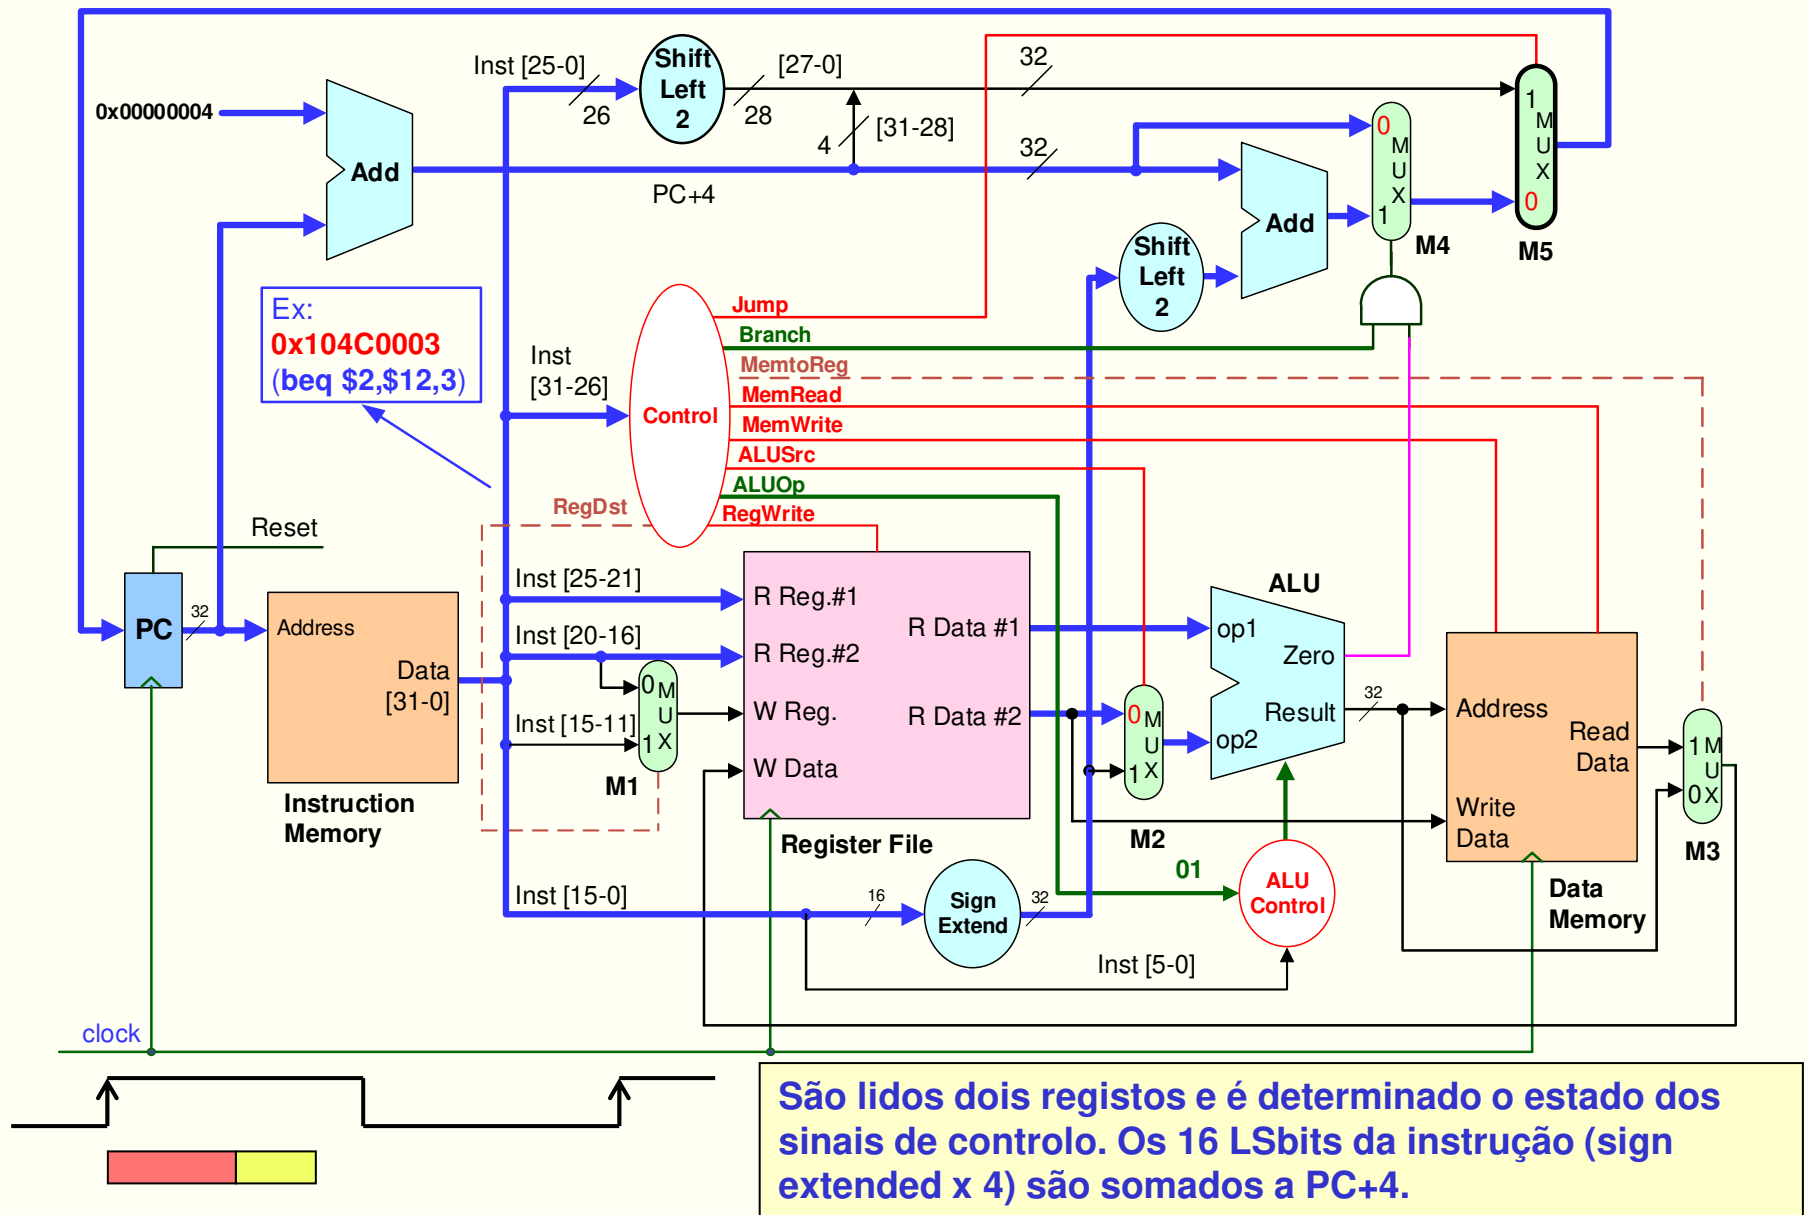 Inst [25-0]
26
Shift
Left
2
[27-0]
28
32
0x00000004
Add
4
[31-28]
32
PC+4
0
M
U
X
1
M4
1
M
U
X
0
M5
Add
Shift
Left
2
Ex:
0x104C0003
(beq $2,$12,3)
Inst
[31-26]
Control
Jump
Branch
MemtoReg
MemRead
MemWrite
ALUSrc
ALUOp
RegWrite
RegDst
Reset
PC
32
Address
Data
[31-0]
Instruction
Memory
Inst [25-21]
Inst [20-16]
Inst [15-11]
0
M
U
X
1
M1
R Reg.#1
R Reg.#2
W Reg.
W Data
R Data #1
R Data #2
Register File
0
M
U
X
1
M2
ALU
op1
Zero
Result
op2
32
Address
Read
Data
Write
Data
Data
Memory
1
M
U
X
0
M3
Inst [15-0]
16
Sign
Extend
32
01
ALU
Control
Inst [5-0]
clock
São lidos dois registos e é determinado o estado dos
sinais de controlo. Os 16 LSbits da instrução (sign
extended x 4) são somados a PC+4.